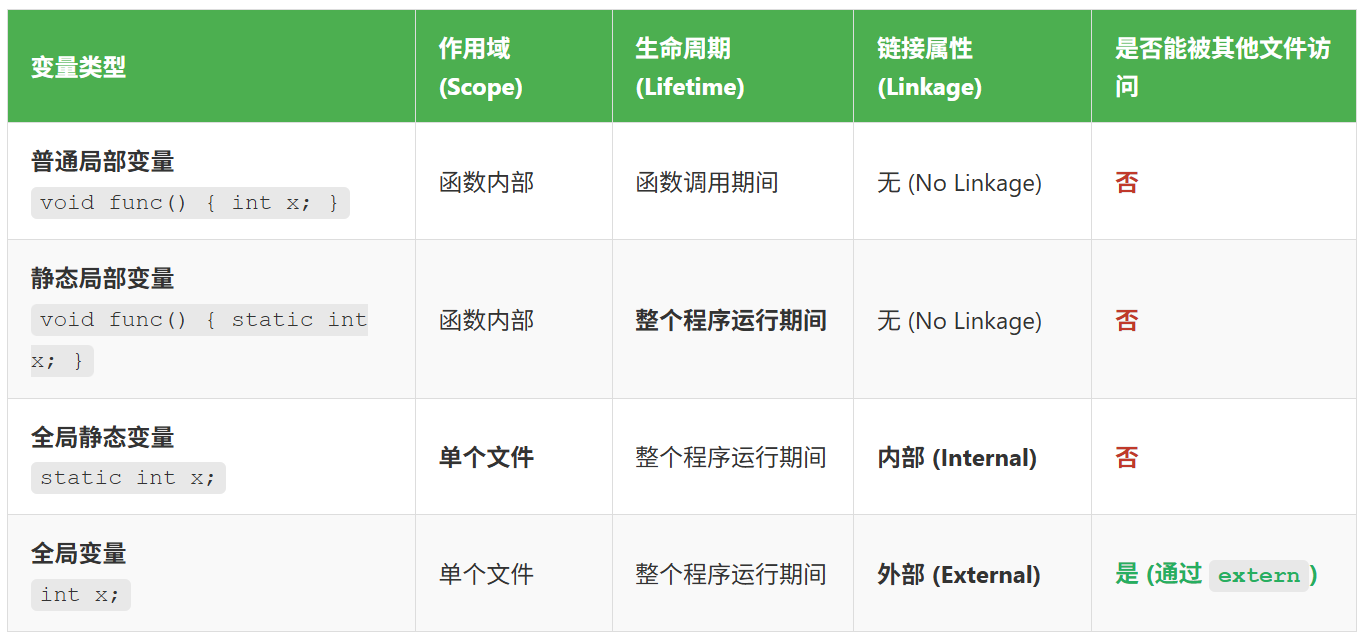 变量类型
作用域
(Scope)
生命周期
(Lifetime)
链接属性
(Linkage)
是否能被其他文件访
问
普通局部变量
void func() { int x; }
函数内部
函数调用期间
无 (No Linkage)
否
静态局部变量
void func() { static int
x; }
函数内部
整个程序运行期间
无 (No Linkage)
否
全局静态变量
static int x;
单个文件
整个程序运行期间
内部 (Internal)
否
全局变量
int x;
单个文件
整个程序运行期间
外部 (External)
是 (通过 extern )